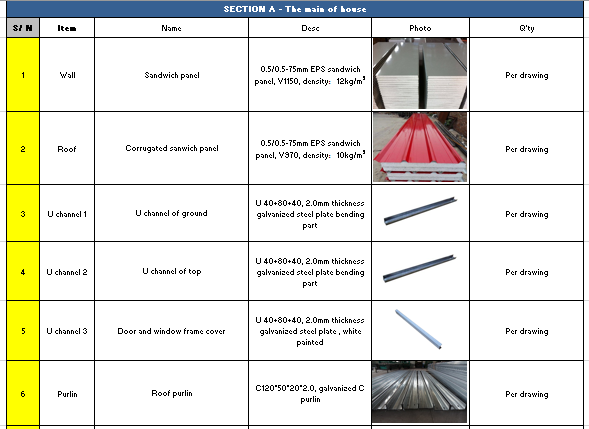 SECTION A - The main of house
S/ N Item Name Desc Photo Q'ty
1 Wall Sandwich panel 0.5/0.5-75mm EPS sandwich
panel, V1150, density: 12kg/m³ Per drawing
2 Roof Corrugated sanwich panel 0.5/0.5-75mm EPS sandwich
panel, V970, density: 10kg/m³ Per drawing
3 U channel 1 U channel of ground U 40+80+40, 2.0mm thickness
galvanized steel plate bending
part Per drawing
4 U channel 2 U channel of top U 40+80+40, 2.0mm thickness
galvanized steel plate bending
part Per drawing
5 U channel 3 Door and window frame cover U 40+80+40, 2.0mm thickness
galvanized steel plate , white
painted Per drawing
6 Purlin Roof purlin C120*50*20*2.0, galvanized C
purlin Per drawing